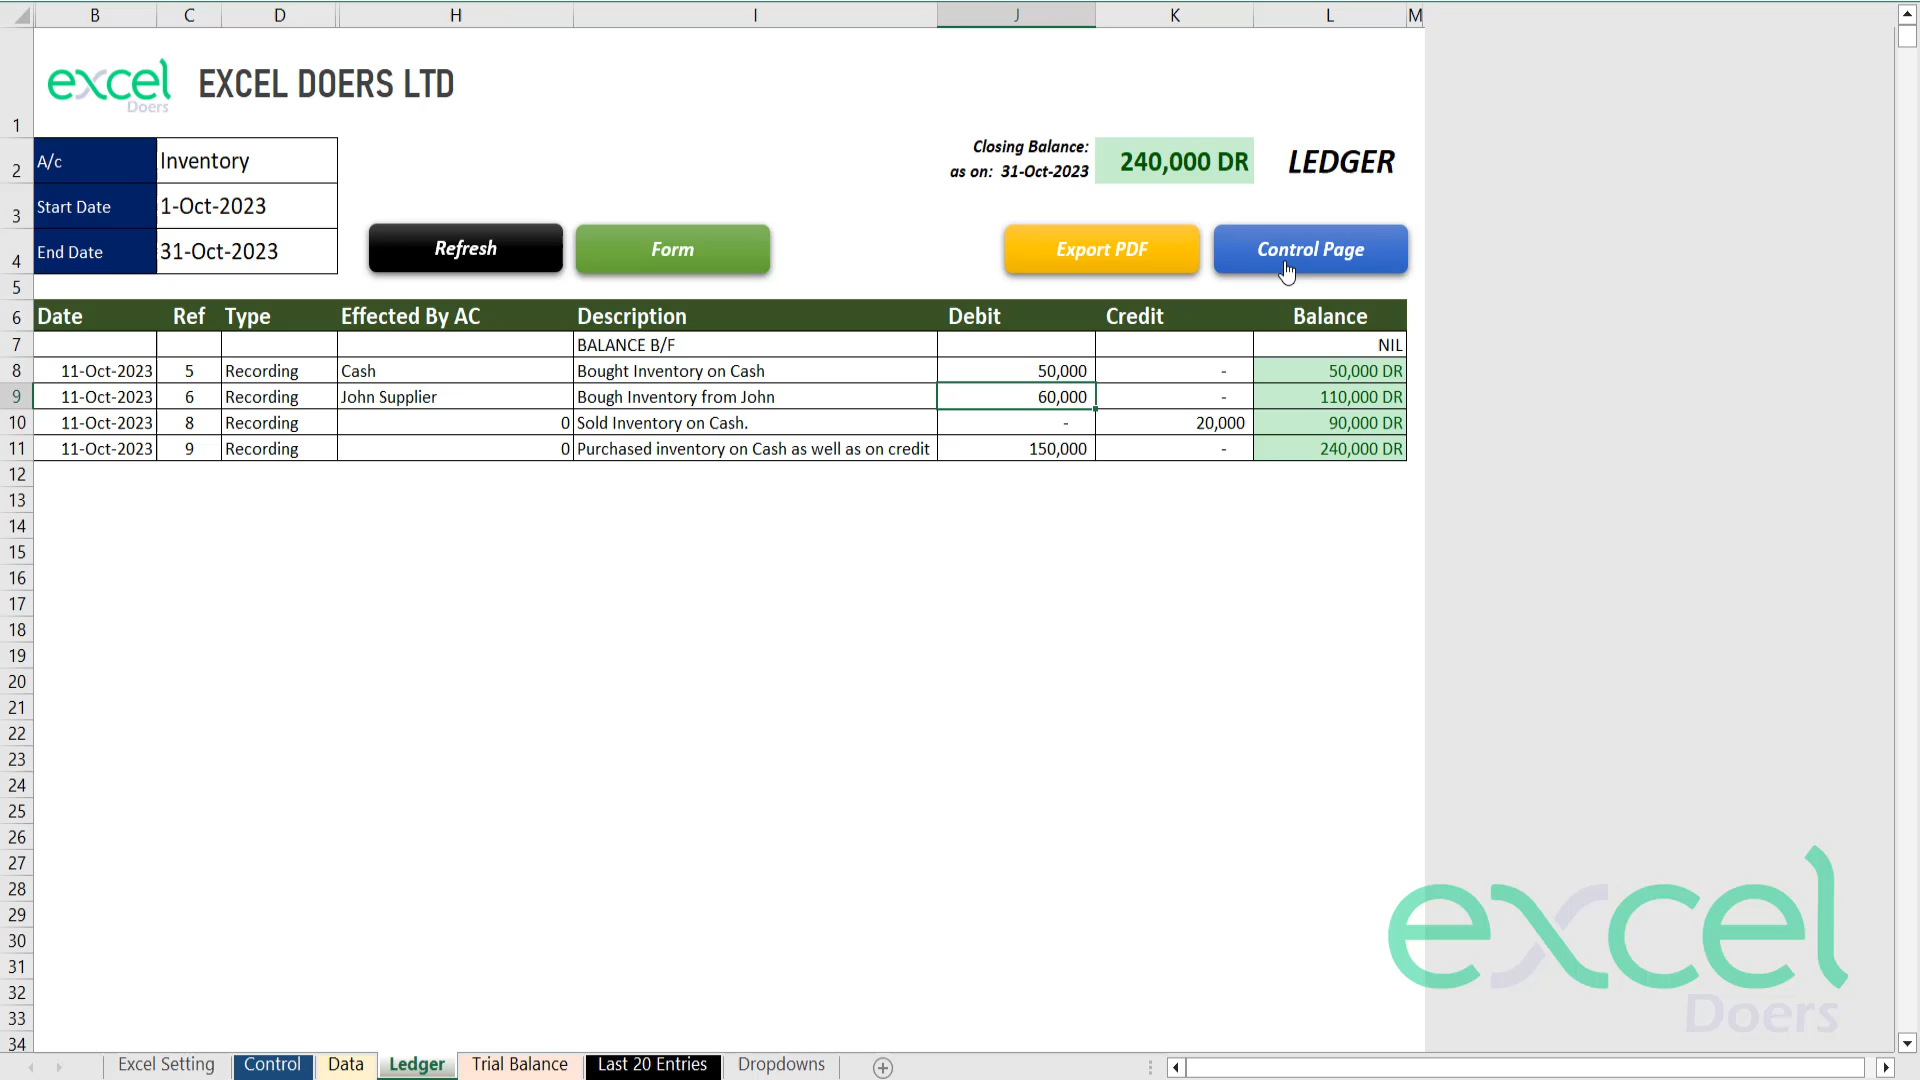 B C D H I J K L M
excel Doers EXCEL DOERS LTD
1
2 A/c Inventory Closing Balance: as on: 31-Oct-2023 240,000 DR LEDGER
3 Start Date 1-Oct-2023
4 End Date 31-Oct-2023 Refresh Form Export PDF Control Page
5
6 Date Ref Type Effected By AC Description Debit Credit Balance
7 BALANCE B/F NIL
8 11-Oct-2023 5 Recording Cash Bought Inventory on Cash 50,000 - 50,000 DR
9 11-Oct-2023 6 Recording John Supplier Bough Inventory from John 60,000 - 110,000 DR
10 11-Oct-2023 8 Recording 0 Sold Inventory on Cash. - 20,000 90,000 DR
11 11-Oct-2023 9 Recording 0 Purchased inventory on Cash as well as on credit 150,000 - 240,000 DR
12
13
14
15
16
17
18
19
20
21
22
23
24
25
26
27
28
29
30
31
32
33
34
excel
Doers
Excel Setting Control Data Ledger Trial Balance Last 20 Entries Dropdowns